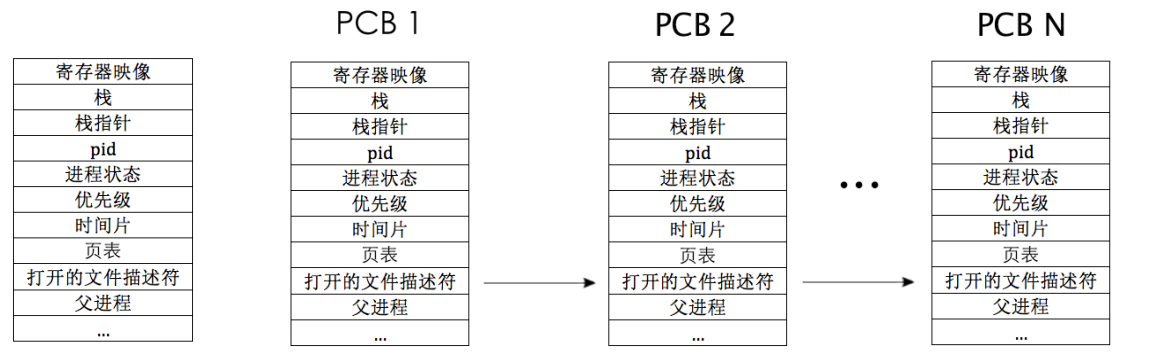 寄存器映像
栈
栈指针
pid
进程状态
优先级
时间片
页表
打开的文件描述符
父进程
...
PCB 1
寄存器映像
栈
栈指针
pid
进程状态
优先级
时间片
页表
打开的文件描述符
父进程
...
PCB 2
寄存器映像
栈
栈指针
pid
进程状态
优先级
时间片
页表
打开的文件描述符
父进程
...
...
PCB N
寄存器映像
栈
栈指针
pid
进程状态
优先级
时间片
页表
打开的文件描述符
父进程
...